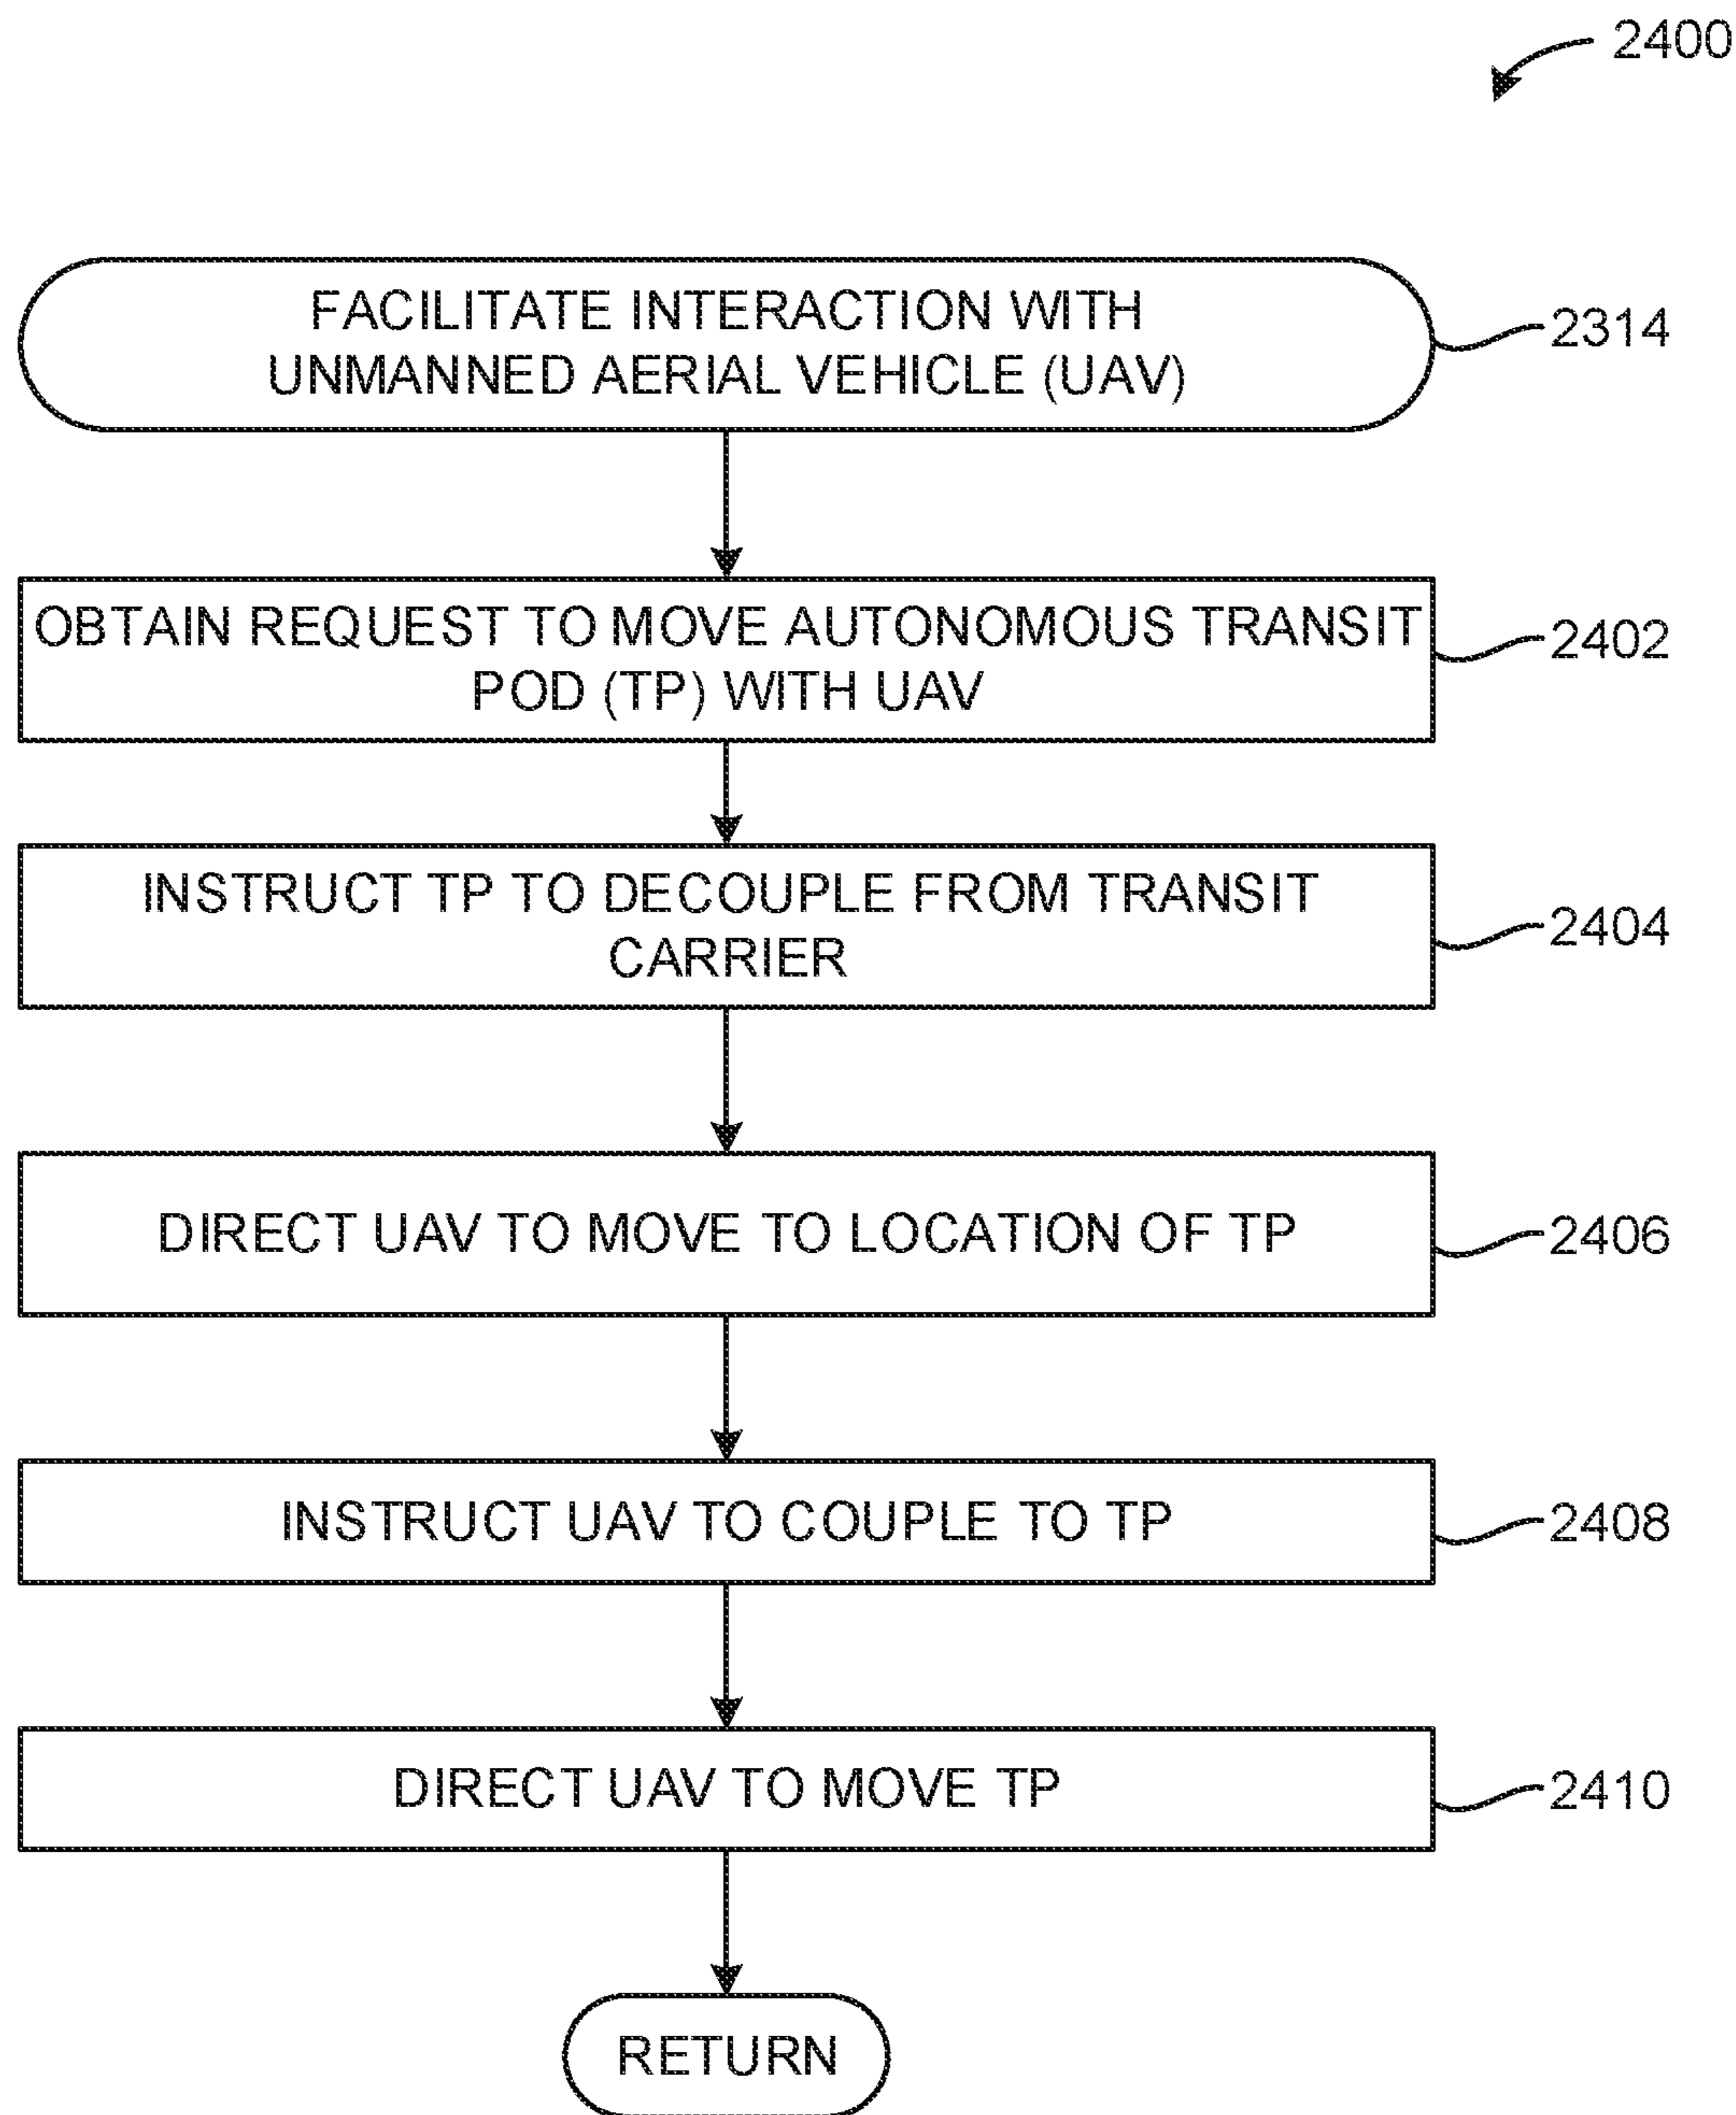 2400
FACILITATE INTERACTION WITH
UNMANNED AERIAL VEHICLE (UAV)
2314
OBTAIN REQUEST TO MOVE AUTONOMOUS TRANSIT
POD (TP) WITH UAV
2402
INSTRUCT TP TO DECOUPLE FROM TRANSIT
CARRIER
2404
DIRECT UAV TO MOVE TO LOCATION OF TP
2406
INSTRUCT UAV TO COUPLE TO TP
2408
DIRECT UAV TO MOVE TP
2410
RETURN